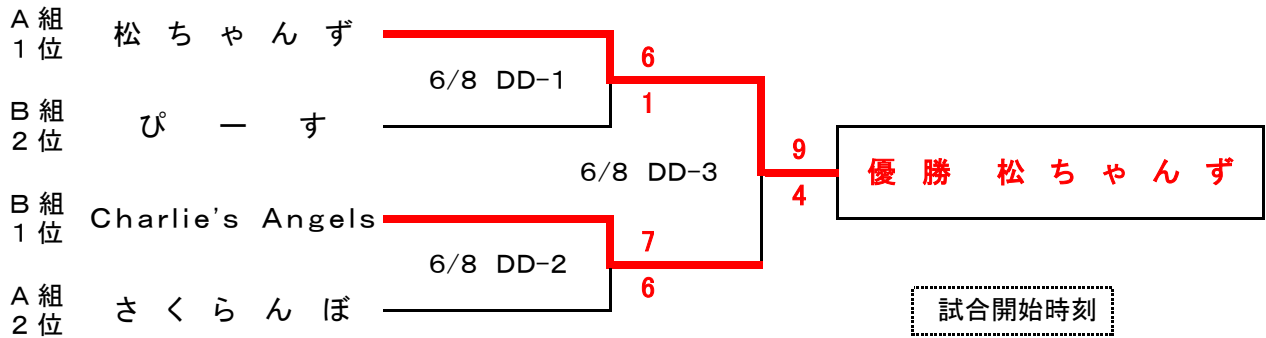 A組
1位
松ちゃんず
6
6/8 DD-1
1
B組
2位
ぴーす
9
6/8 DD-3
優勝 松ちゃんず
4
B組
1位
Charlie's Angels
7
6/8 DD-2
6
A組
2位
さくらんぼ
試合開始時刻